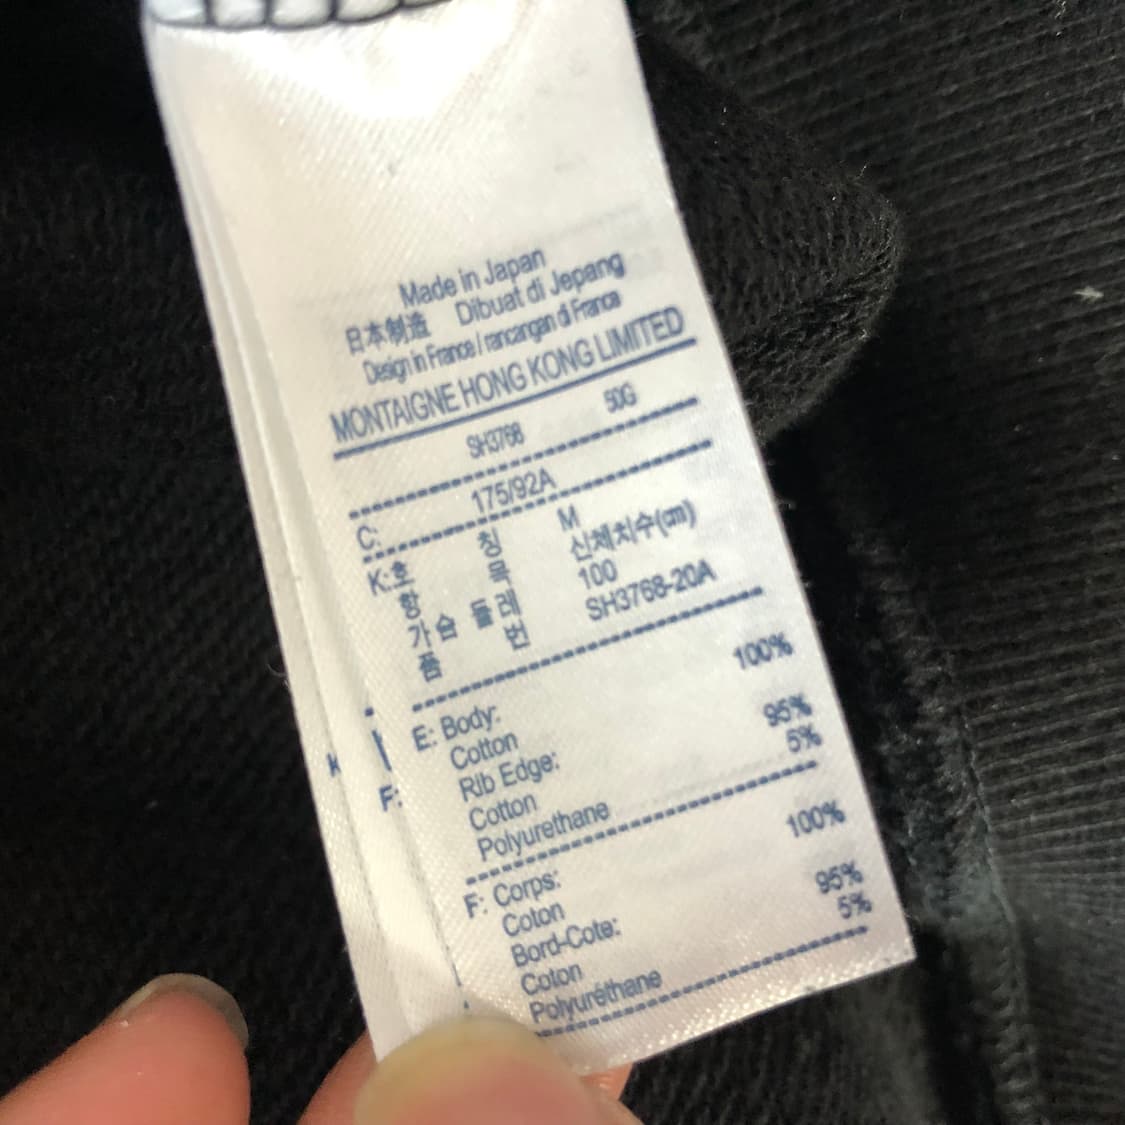 Made in Japan
日本制造 Dibuat di Jepang
Design in France / rancangan di Franca
MONTAIGNE HONG KONG LIMITED
SH3768 50G
C: 175/92A
K:호 칭 M
항 목 신체치수(cm)
가 슴 둘 레 100
품 번 SH3768-20A
E: Body:
Cotton 100%
Rib Edge:
Cotton 95%
Polyurethane 5%
F: Corps:
Coton 100%
Bord-Cote:
Coton 95%
Polyuréthane 5%
K
F: